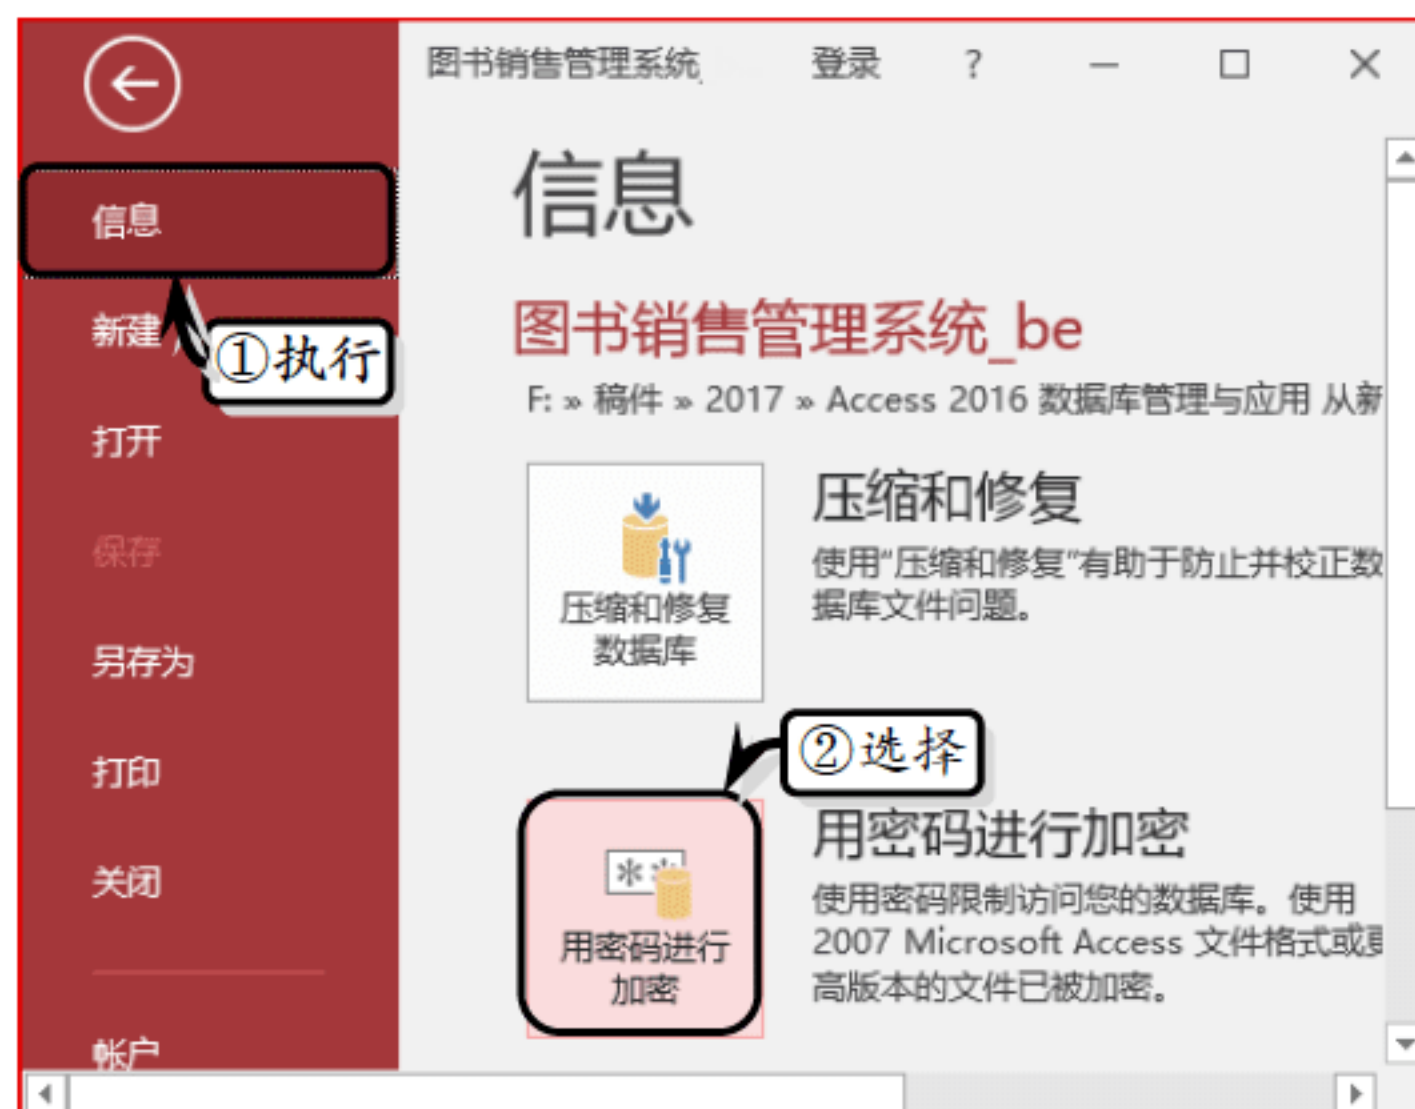 图书销售管理系统_
登录
?
信息
新建
打开
保存
另存为
打印
关闭
帐户
①执行
信息
图书销售管理系统_be
F: » 稿件 » 2017 » Access 2016 数据库管理与应用 从新
压缩和修复
数据库
压缩和修复
使用“压缩和修复”有助于防止并校正数
据库文件问题。
②选择
**
用密码进行
加密
用密码进行加密
使用密码限制访问您的数据库。使用
2007 Microsoft Access 文件格式或更
高版本的文件已被加密。